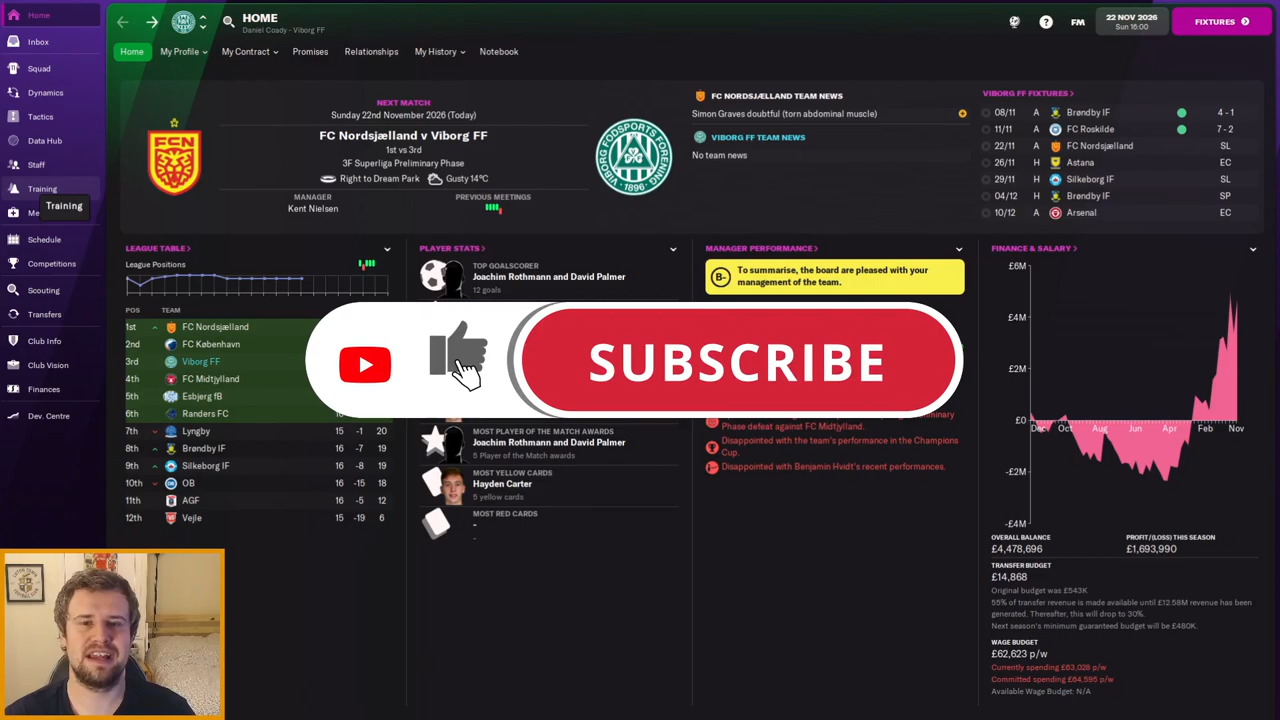 Home
Inbox
Squad
Dynamics
Tactics
Data Hub
Staff
Training
Training
Me
Schedule
Competitions
Scouting
Transfers
Club Info
Club Vision
Finances
Dev. Centre
HOME
Daniel Coady - Viborg FF
FM
22 NOV 2026
Sun 16:00
FIXTURES
Home
My Profile
My Contract
Promises
Relationships
My History
Notebook
FCN
NEXT MATCH
Sunday 22nd November 2026 (Today)
FC Nordsjælland v Viborg FF
1st vs 3rd
3F Superliga Preliminary Phase
Right to Dream Park
Gusty 14°C
MANAGER
Kent Nielsen
PREVIOUS MEETINGS
VIBORG FODSPORTS FORENING
1896
FC NORDSJÆLLAND TEAM NEWS
Simon Graves doubtful (torn abdominal muscle)
VIBORG FF TEAM NEWS
No team news
VIBORG FF FIXTURES
08/11 A Brøndby IF 4 - 1
11/11 A FC Roskilde 7 - 2
22/11 A FC Nordsjælland SL
26/11 H Astana EC
29/11 H Silkeborg IF SL
04/12 H Brøndby IF SP
10/12 A Arsenal EC
LEAGUE TABLE
League Positions
POS TEAM
1st FC Nordsjælland
2nd FC København
3rd Viborg FF
4th FC Midtjylland
5th Esbjerg fB
6th Randers FC
7th Lyngby 15 -1 20
8th Brøndby IF 16 -7 19
9th Silkeborg IF 16 -8 19
10th OB 16 -15 18
11th AGF 16 -5 12
12th Vejle 15 -19 6
PLAYER STATS
TOP GOALSCORER
Joachim Rothmann and David Palmer
12 goals
SUBSCRIBE
MOST PLAYER OF THE MATCH AWARDS
Joachim Rothmann and David Palmer
5 Player of the Match awards
MOST YELLOW CARDS
Hayden Carter
5 yellow cards
MOST RED CARDS
-
-
MANAGER PERFORMANCE
B-
To summarise, the board are pleased with your
management of the team.
Phase defeat against FC Midtjylland.
Disappointed with the team's performance in the Champions
Cup.
Disappointed with Benjamin Hvidt's recent performances.
FINANCE & SALARY
£6M
£4M
£2M
£0
-£2M
-£4M
Dec Oct Aug Jun Apr Feb Nov
OVERALL BALANCE
£4,478,696
PROFIT/(LOSS) THIS SEASON
£1,693,990
TRANSFER BUDGET
£14,868
Original budget was £543K
55% of transfer revenue is made available until £12.58M revenue has been
generated. Thereafter, this will drop to 30%.
Next season's minimum guaranteed budget will be £480K.
WAGE BUDGET
£62,623 p/w
Currently spending £63,028 p/w
Committed spending £64,595 p/w
Available Wage Budget: N/A